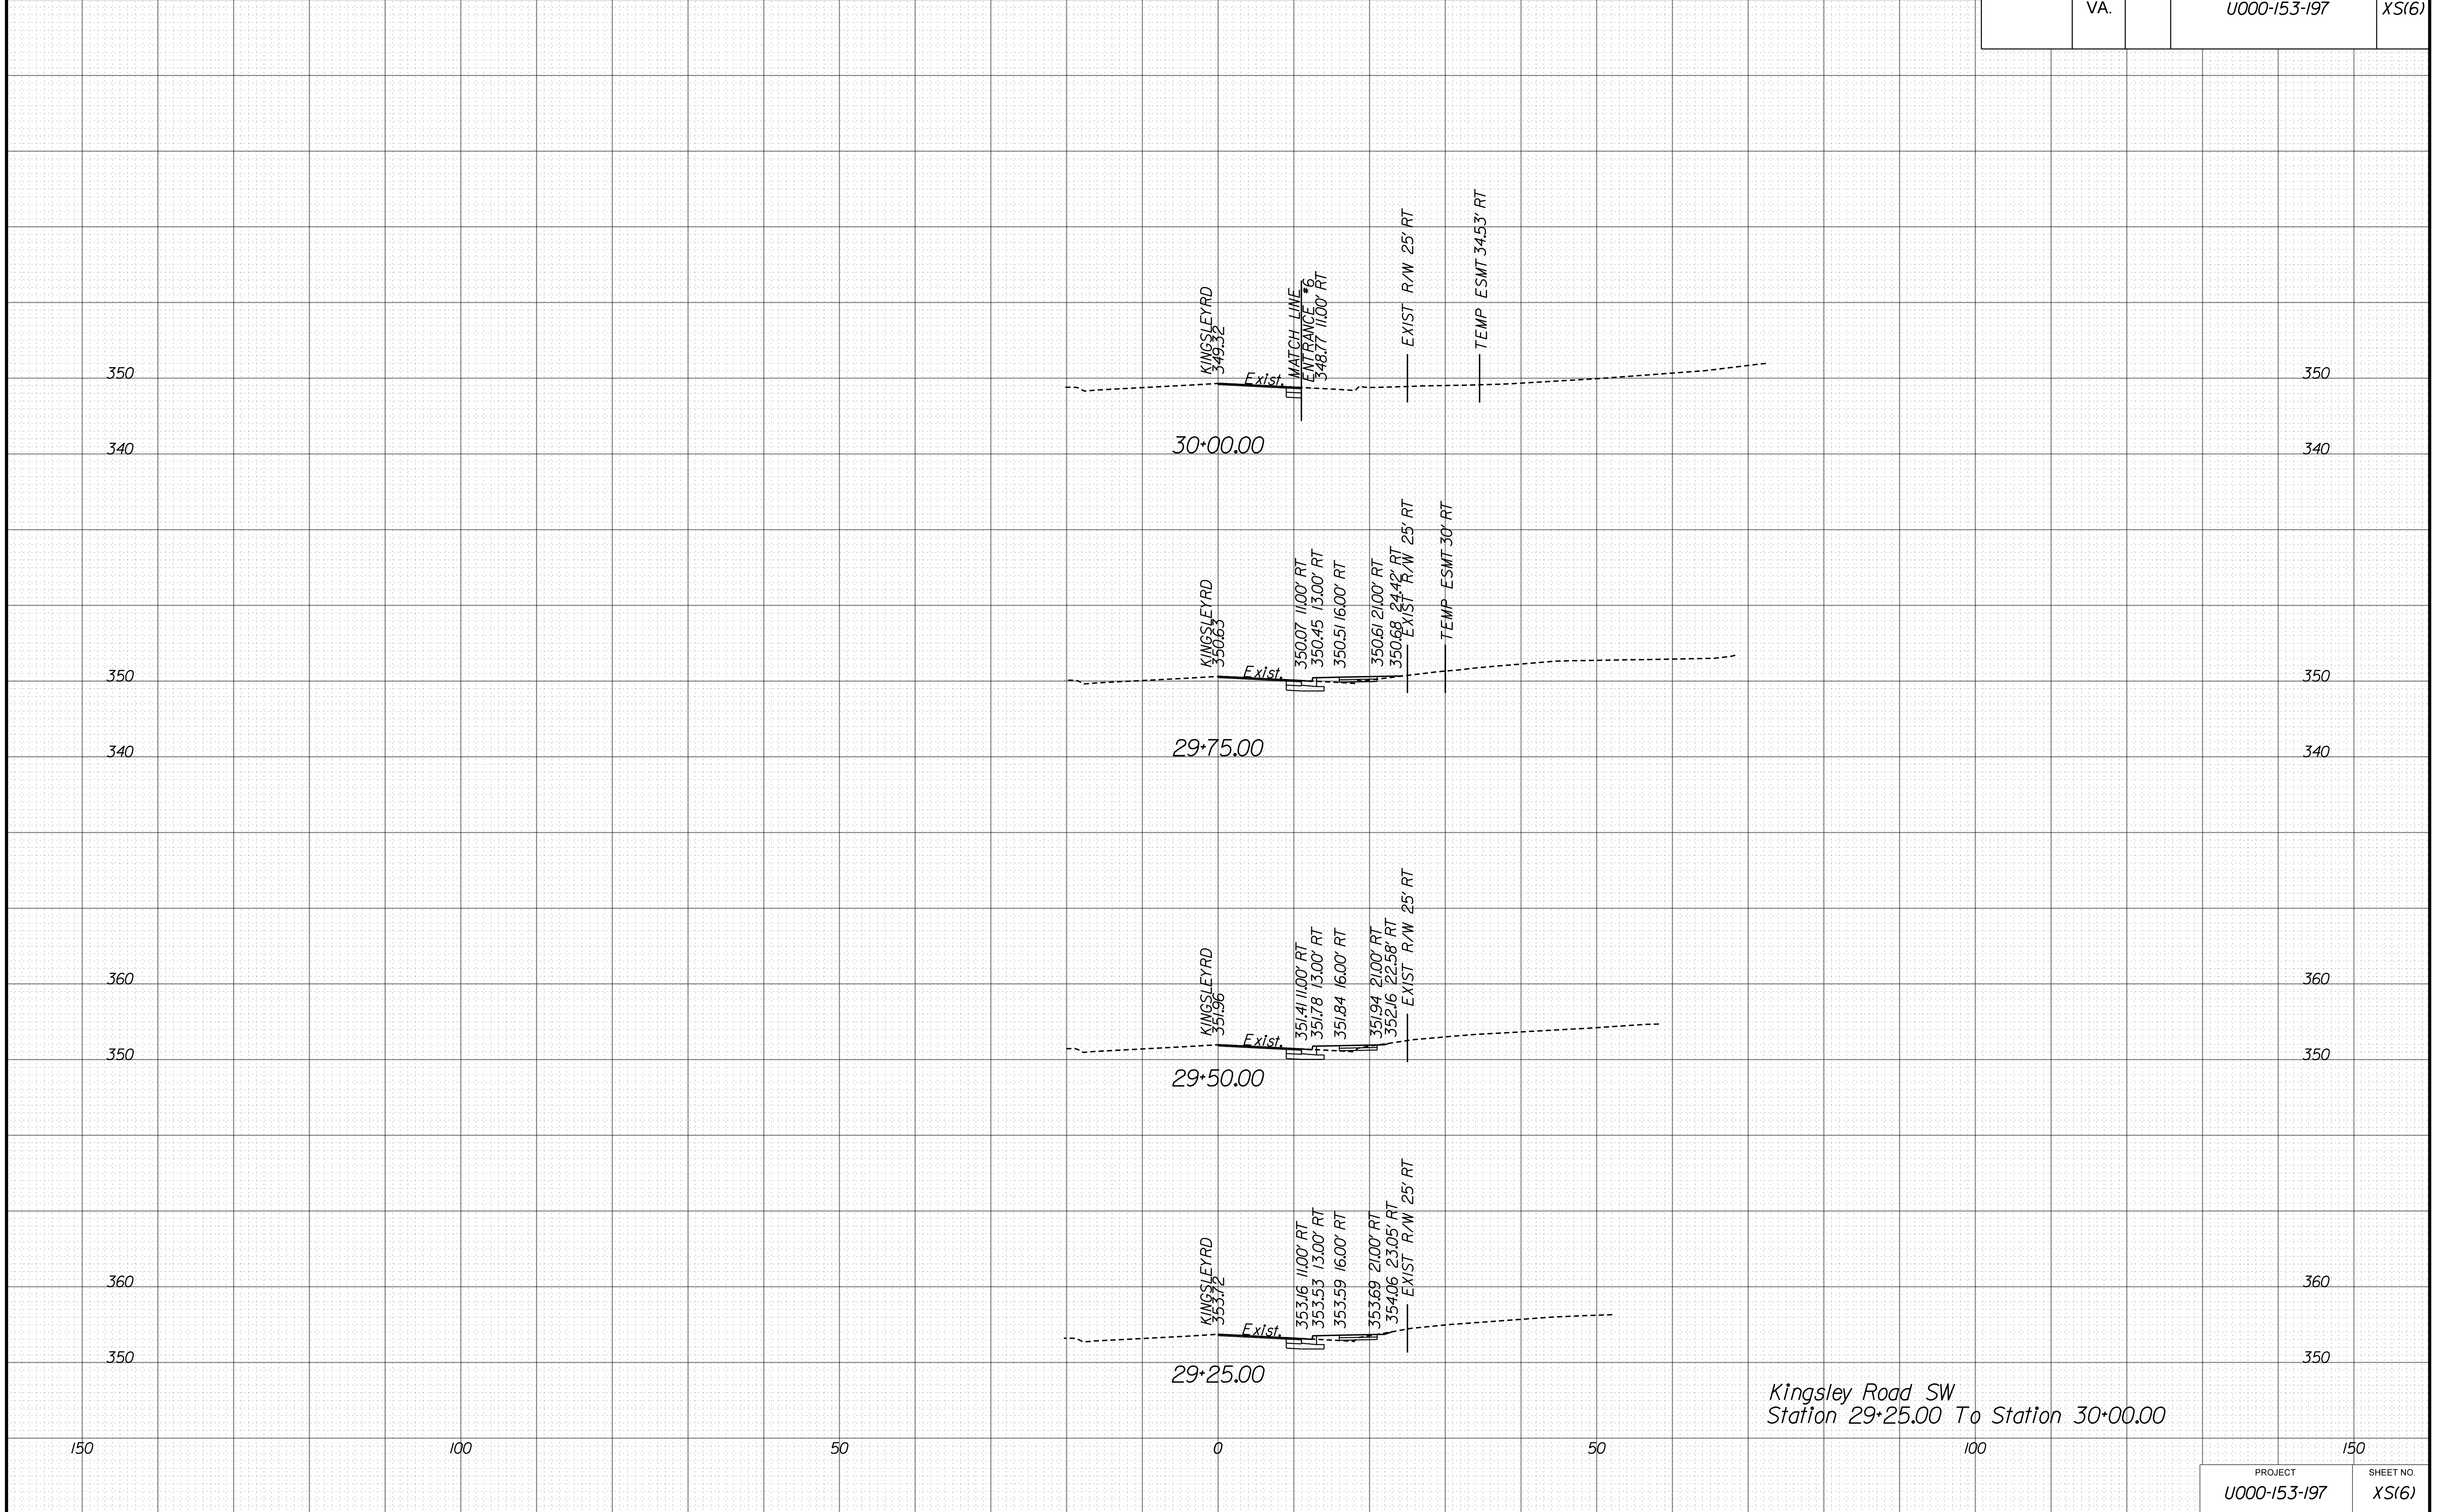 VA. U000-153-197 XS(6)
KINGSLEYRD
349.32
MATCH LINE
ENTRANCE #6
348.77 11.00' RT
EXIST R/W 25' RT
TEMP ESMT 34.53' RT
350 Exist. 350
30+00.00
340 340
KINGSLEYRD
350.63
350.07 11.00' RT
350.45 13.00' RT
350.51 16.00' RT
350.61 21.00' RT
350.68 24.42' RT
EXIST R/W 25' RT
TEMP ESMT 30' RT
350 Exist. 350
29+75.00
340 340
KINGSLEYRD
351.96
351.41 11.00' RT
351.78 13.00' RT
351.84 16.00' RT
351.94 21.00' RT
352.16 22.58' RT
EXIST R/W 25' RT
360 360
Exist.
350 350
29+50.00
KINGSLEYRD
353.72
353.16 11.00' RT
353.53 13.00' RT
353.59 16.00' RT
353.69 21.00' RT
354.06 23.05' RT
EXIST R/W 25' RT
360 360
Exist.
350 350
29+25.00
Kingsley Road SW
Station 29+25.00 To Station 30+00.00
150 100 50 0 50 100 150
PROJECT SHEET NO.
U000-153-197 XS(6)